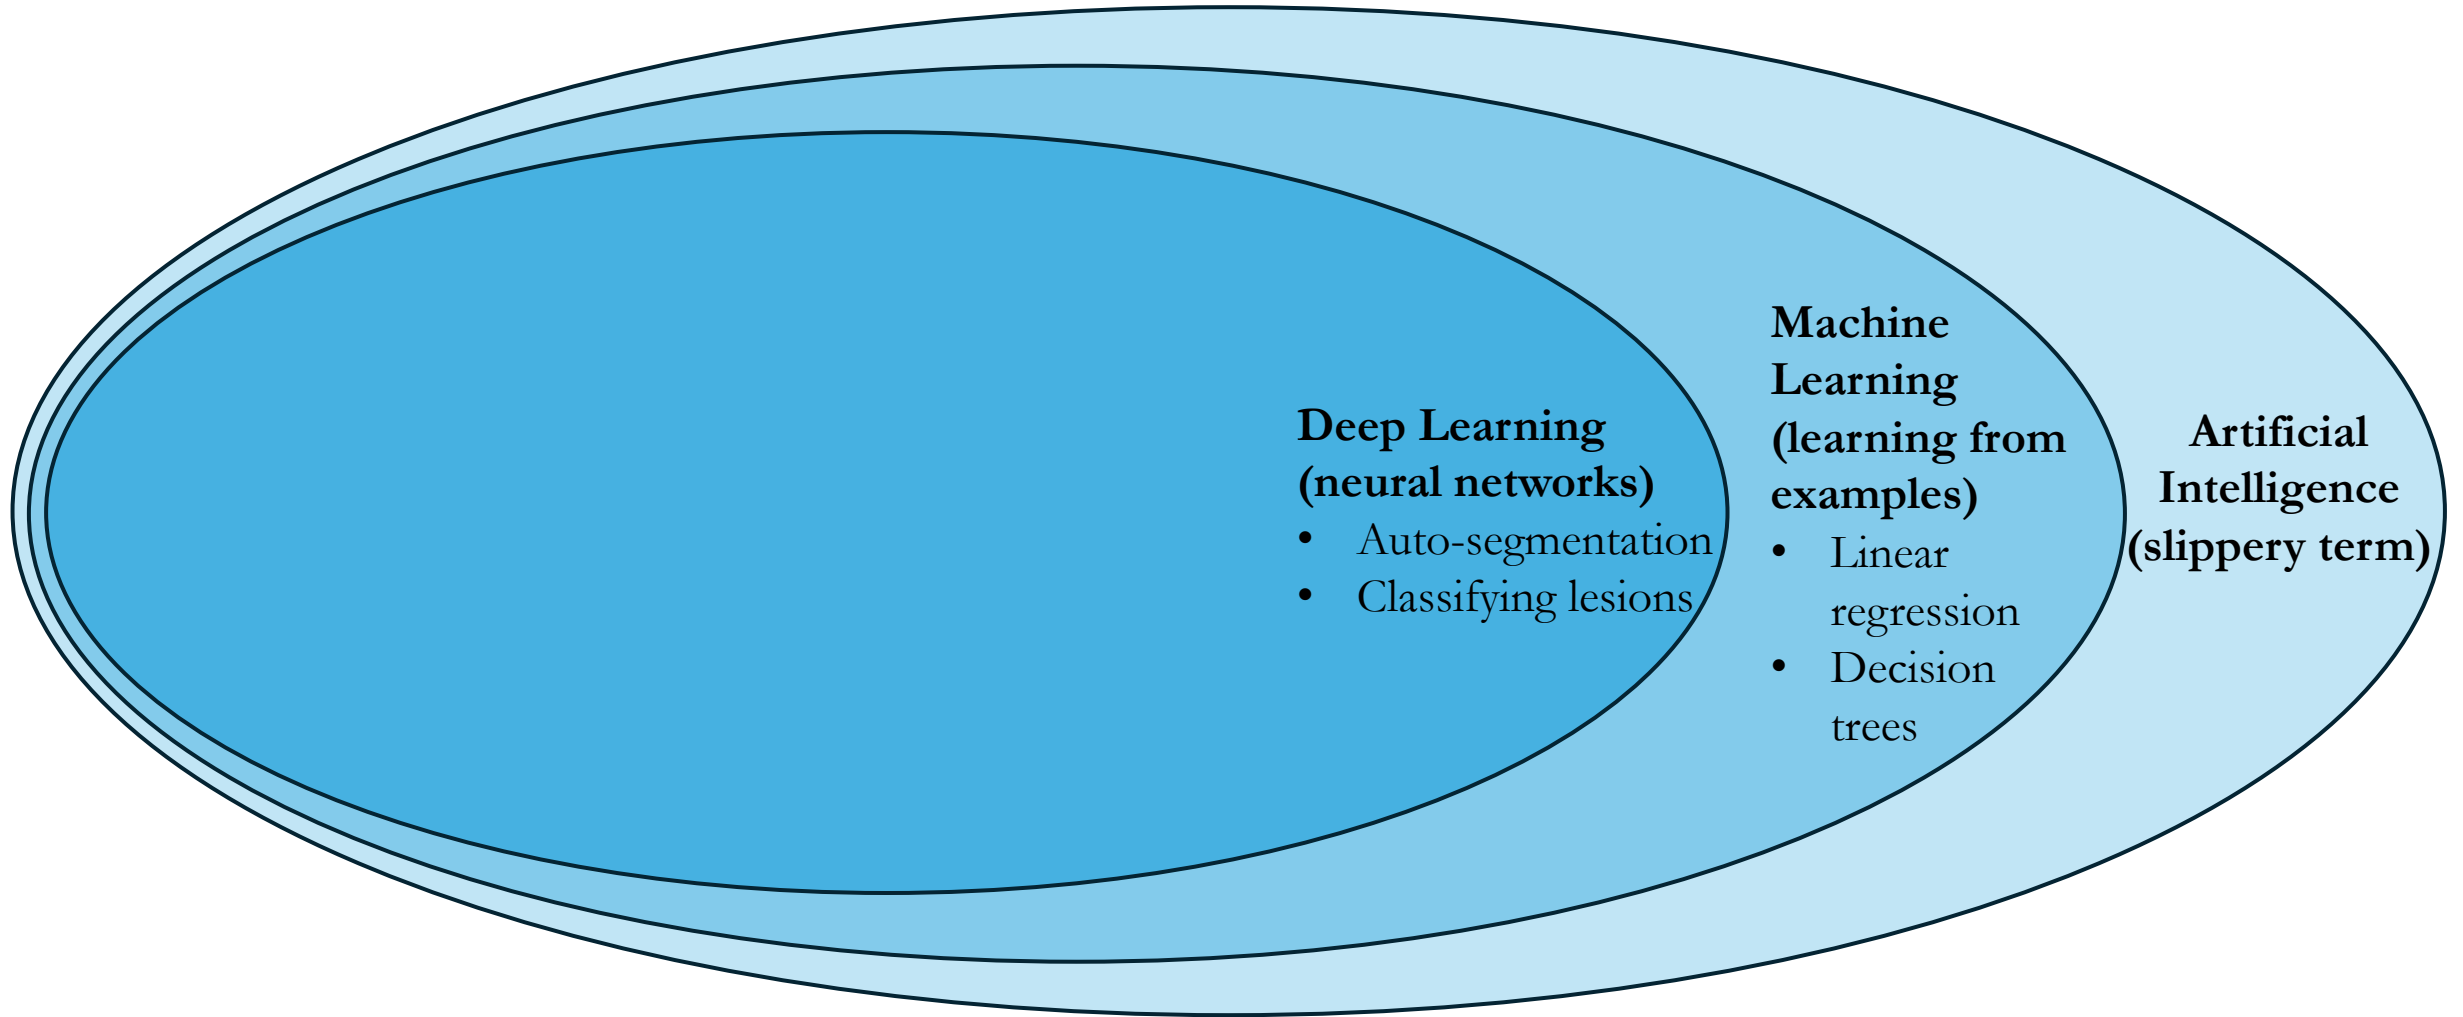 Deep Learning
(neural networks)
• Auto-segmentation
• Classifying lesions
Machine
Learning
(learning from
examples)
• Linear
regression
• Decision
trees
Artificial
Intelligence
(slippery term)